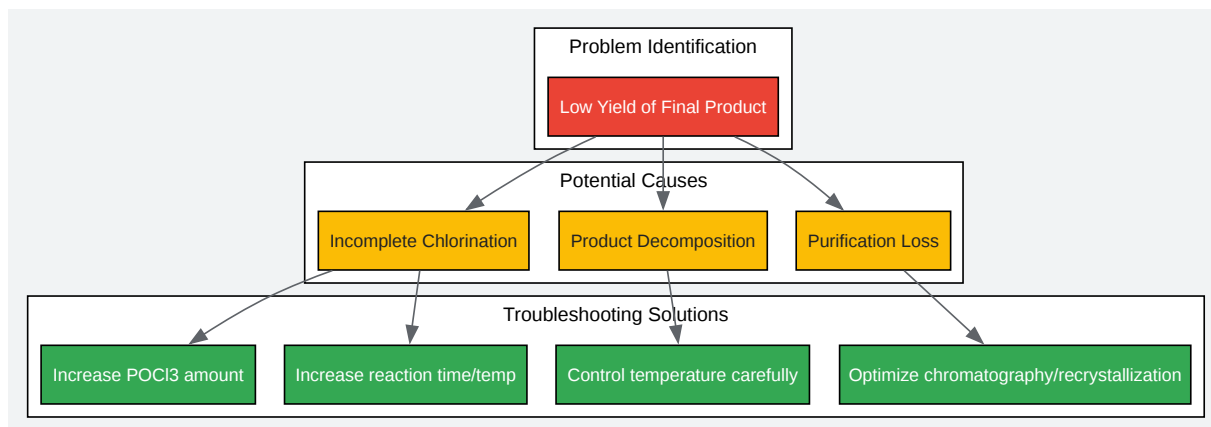 Problem Identification
Low Yield of Final Product
Potential Causes
Incomplete Chlorination
Product Decomposition
Purification Loss
Troubleshooting Solutions
Increase POCl3 amount
Increase reaction time/temp
Control temperature carefully
Optimize chromatography/recrystallization